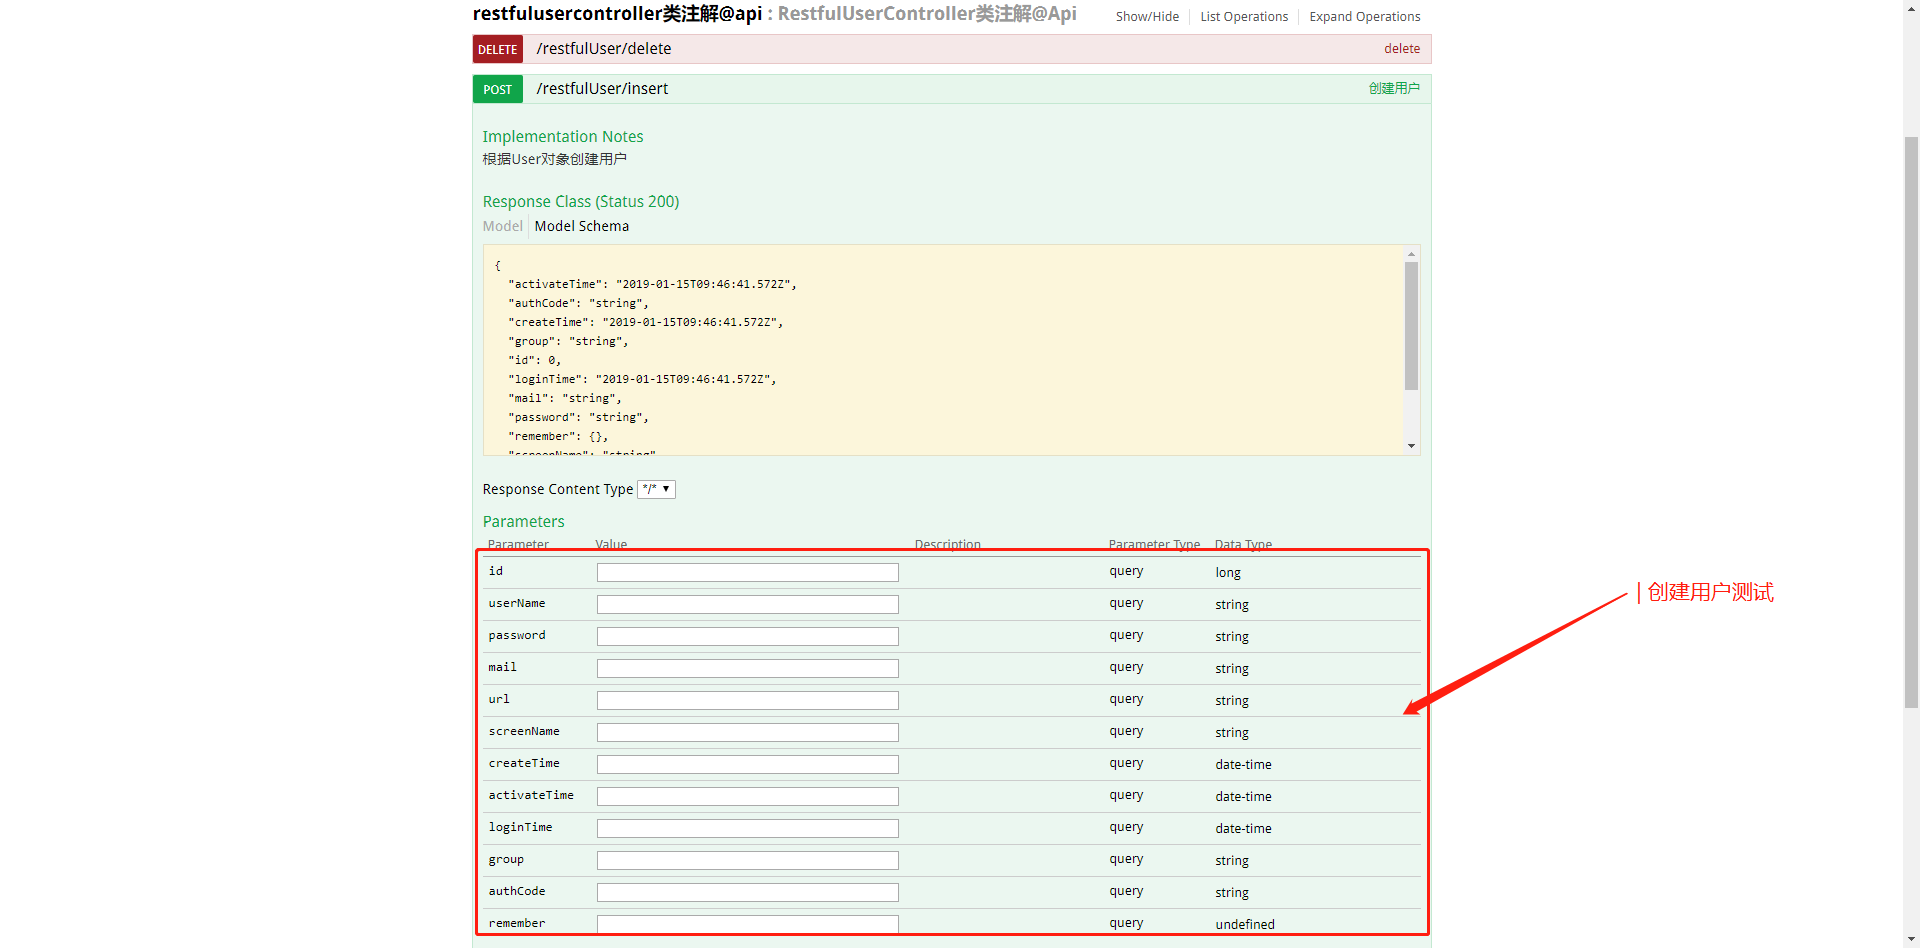 restfulusercontroller类注解@api : RestfulUserController类注解@Api Show/Hide List Operations Expand Operations
DELETE /restfulUser/delete delete
POST /restfulUser/insert 创建用户
Implementation Notes
根据User对象创建用户
Response Class (Status 200)
Model Model Schema
{
"activateTime": "2019-01-15T09:46:41.572Z",
"authCode": "string",
"createTime": "2019-01-15T09:46:41.572Z",
"group": "string",
"id": 0,
"loginTime": "2019-01-15T09:46:41.572Z",
"mail": "string",
"password": "string",
"remember": {},
"screenName": "string"
Response Content Type */*
Parameters
Parameter Value Description Parameter Type Data Type
id query long
userName query string
password query string
mail query string
url query string
screenName query string
createTime query date-time
activateTime query date-time
loginTime query date-time
group query string
authCode query string
remember query undefined
| 创建用户测试